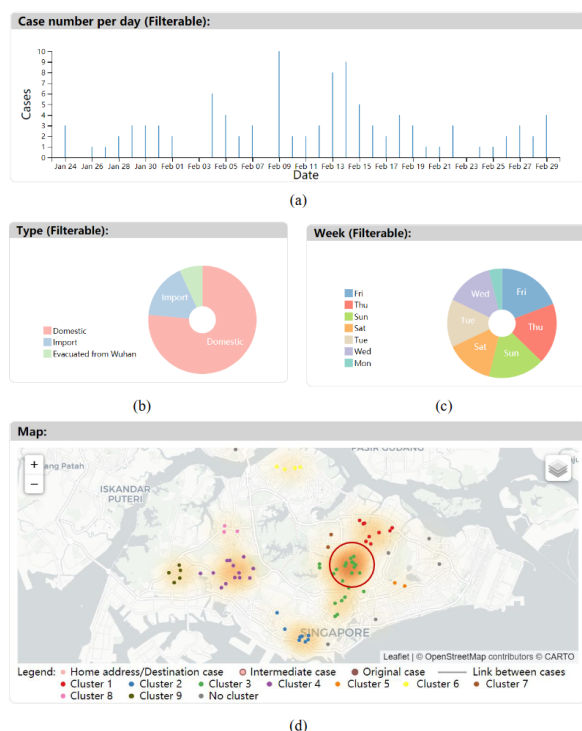 Case number per day (Filterable):
10
9
8
7
6
5
4
3
2
1
0
Cases
Jan 24 Jan 26 Jan 28 Jan 30 Feb 01 Feb 03 Feb 05 Feb 07 Feb 09 Feb 11 Feb 13 Feb 15 Feb 17 Feb 19 Feb 21 Feb 23 Feb 25 Feb 27 Feb 29
Date
(a)
Type (Filterable):
Import
Domestic
Domestic
Import
Evacuated from Wuhan
(b)
Week (Filterable):
Fri
Thu
Sun
Sat
Tue
Wed
Mon
Fri
Thu
Sun
Sat
Tue
Wed
(c)
Map:
+
−
ang Patah
ISKANDAR
PUTERI
PASIR GUDANG
SINGAPORE
Leaflet | © OpenStreetMap contributors © CARTO
Legend: Home address/Destination case Intermediate case Original case Link between cases
Cluster 1 Cluster 2 Cluster 3 Cluster 4 Cluster 5 Cluster 6 Cluster 7
Cluster 8 Cluster 9 No cluster
(d)